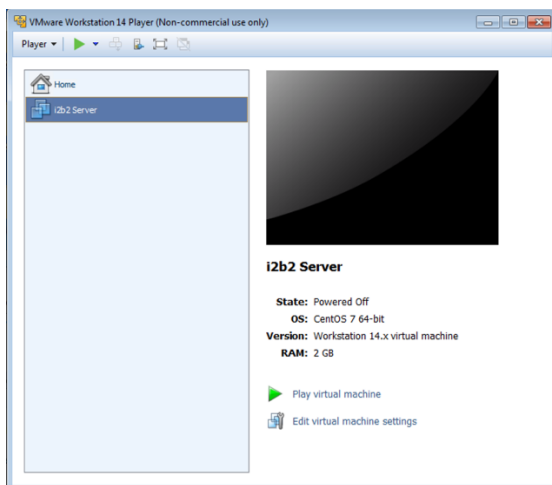 VMware Workstation 14 Player (Non-commercial use only)
Player
Home
i2b2 Server
i2b2 Server
State: Powered Off
OS: CentOS 7 64-bit
Version: Workstation 14.x virtual machine
RAM: 2 GB
Play virtual machine
Edit virtual machine settings